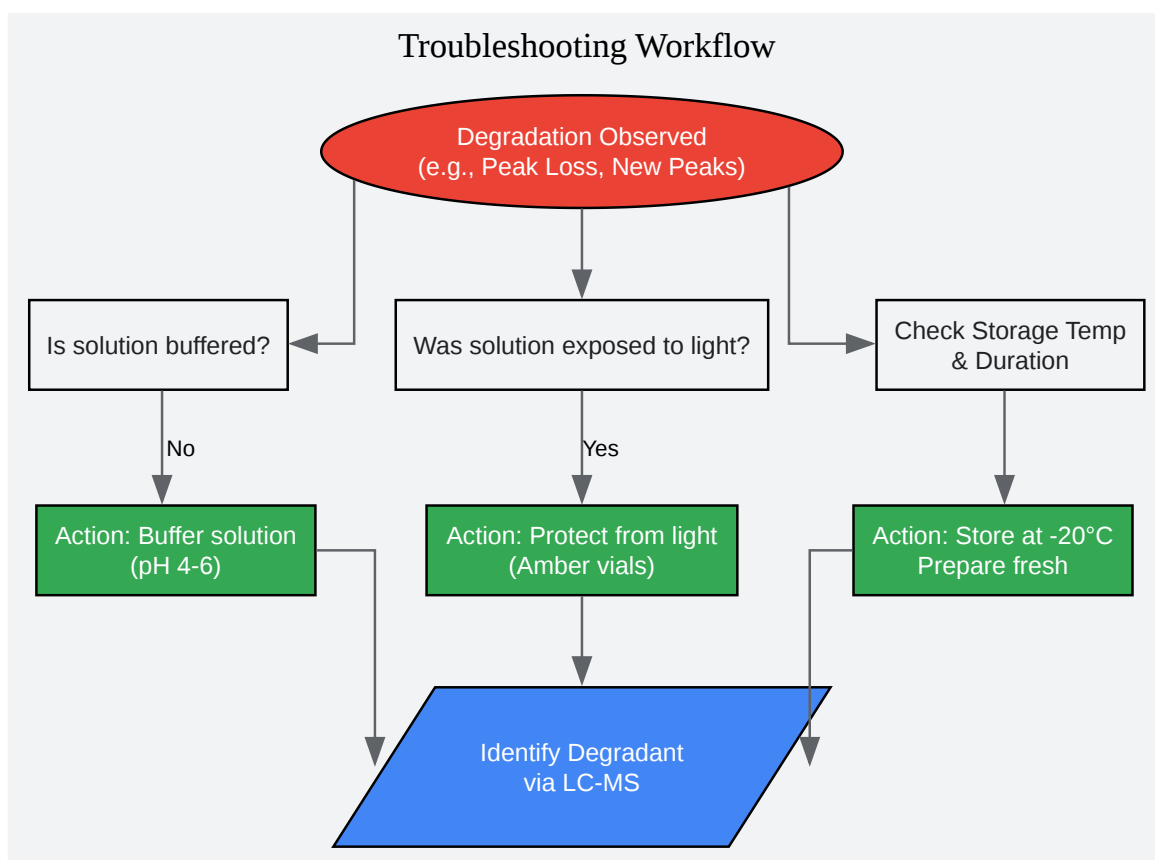 Troubleshooting Workflow
Degradation Observed
(e.g., Peak Loss, New Peaks)
Is solution buffered?
Was solution exposed to light?
Check Storage Temp
& Duration
No
Yes
Action: Buffer solution
(pH 4-6)
Action: Protect from light
(Amber vials)
Action: Store at -20°C
Prepare fresh
Identify Degradant
via LC-MS